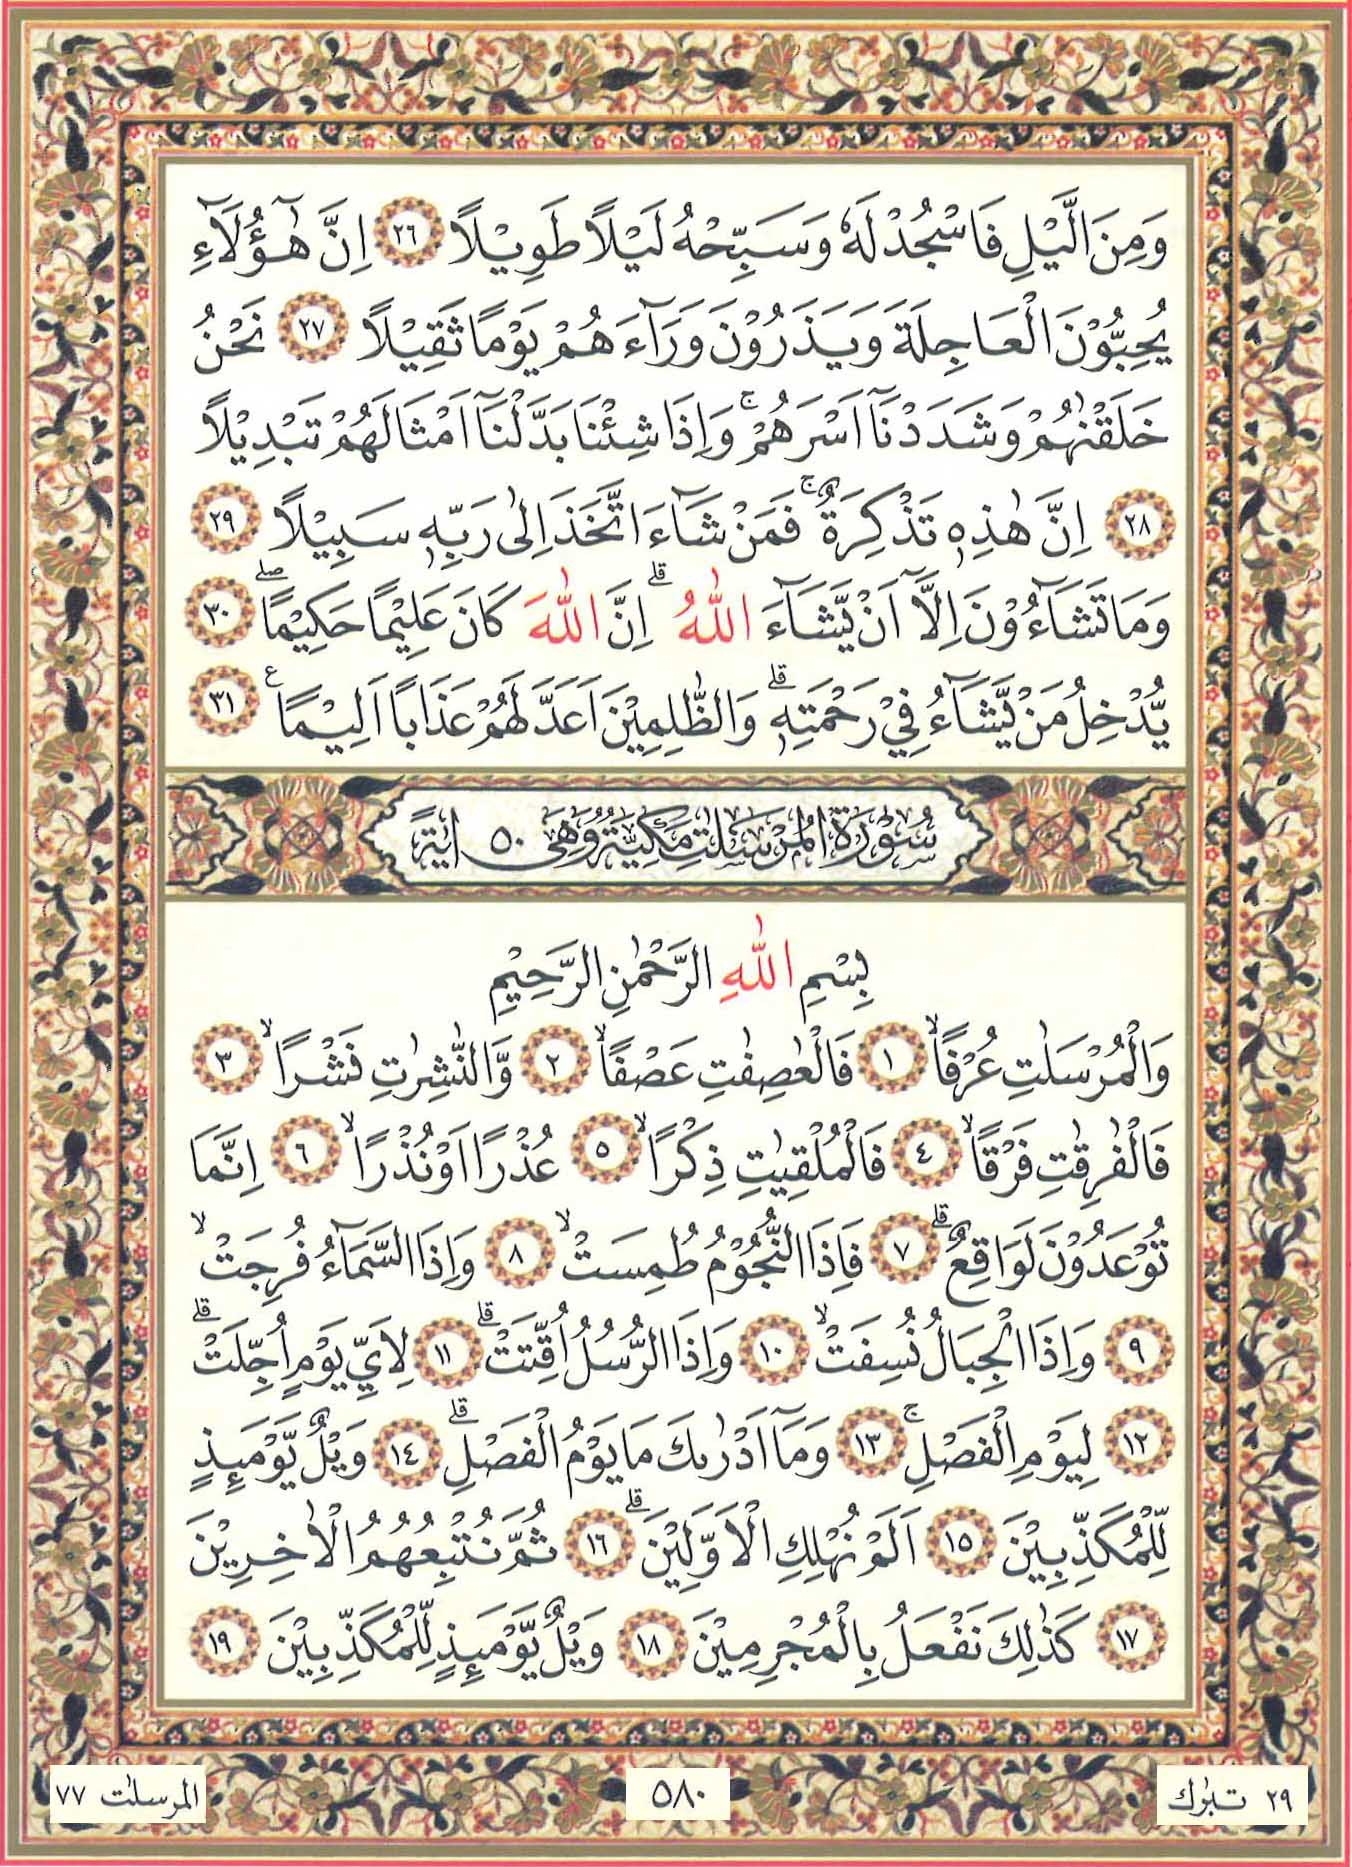 وَمِنَ الَّيْلِ فَاسْجُدْ لَهٗ وَسَبِّحْهُ لَيْلًا طَوِيْلًا ٢٦ اِنَّ هٰٓؤُلَآءِ
يُحِبُّوْنَ الْعَاجِلَةَ وَيَذَرُوْنَ وَرَآءَهُمْ يَوْمًا ثَقِيْلًا ٢٧ نَحْنُ
خَلَقْنٰهُمْ وَشَدَدْنَآ اَسْرَهُمْ ۚ وَاِذَا شِئْنَا بَدَّلْنَآ اَمْثَالَهُمْ تَبْدِيْلًا
٢٨ اِنَّ هٰذِهٖ تَذْكِرَةٌ ۚ فَمَنْ شَآءَ اتَّخَذَ اِلٰى رَبِّهٖ سَبِيْلًا ٢٩
وَمَا تَشَآءُوْنَ اِلَّآ اَنْ يَّشَآءَ اللّٰهُ ۗ اِنَّ اللّٰهَ كَانَ عَلِيْمًا حَكِيْمًا ۖ ٣٠
يُّدْخِلُ مَنْ يَّشَآءُ فِيْ رَحْمَتِهٖ ۗ وَالظّٰلِمِيْنَ اَعَدَّ لَهُمْ عَذَابًا اَلِيْمًا ࣖ ٣١
سُوْرَةُ الْمُرْسَلٰتِ مَكِّيَّةٌ وَهِىَ ٥٠ اٰيَةً
بِسْمِ اللّٰهِ الرَّحْمٰنِ الرَّحِيْمِ
وَالْمُرْسَلٰتِ عُرْفًاۙ ١ فَالْعٰصِفٰتِ عَصْفًاۙ ٢ وَّالنّٰشِرٰتِ نَشْرًاۙ ٣
فَالْفٰرِقٰتِ فَرْقًاۙ ٤ فَالْمُلْقِيٰتِ ذِكْرًاۙ ٥ عُذْرًا اَوْ نُذْرًاۙ ٦ اِنَّمَا
تُوْعَدُوْنَ لَوَاقِعٌۗ ٧ فَاِذَا النُّجُوْمُ طُمِسَتْۙ ٨ وَاِذَا السَّمَآءُ فُرِجَتْۙ
٩ وَاِذَا الْجِبَالُ نُسِفَتْۙ ١٠ وَاِذَا الرُّسُلُ اُقِّتَتْۗ ١١ لِاَيِّ يَوْمٍ اُجِّلَتْۗ
١٢ لِيَوْمِ الْفَصْلِۚ ١٣ وَمَآ اَدْرٰىكَ مَا يَوْمُ الْفَصْلِۗ ١٤ وَيْلٌ يَّوْمَىِٕذٍ
لِّلْمُكَذِّبِيْنَ ١٥ اَلَمْ نُهْلِكِ الْاَوَّلِيْنَۗ ١٦ ثُمَّ نُتْبِعُهُمُ الْاٰخِرِيْنَ
١٧ كَذٰلِكَ نَفْعَلُ بِالْمُجْرِمِيْنَ ١٨ وَيْلٌ يَّوْمَىِٕذٍ لِّلْمُكَذِّبِيْنَ ١٩
٢٩ تبٰرك
٥٨٠
المرسلٰت ٧٧